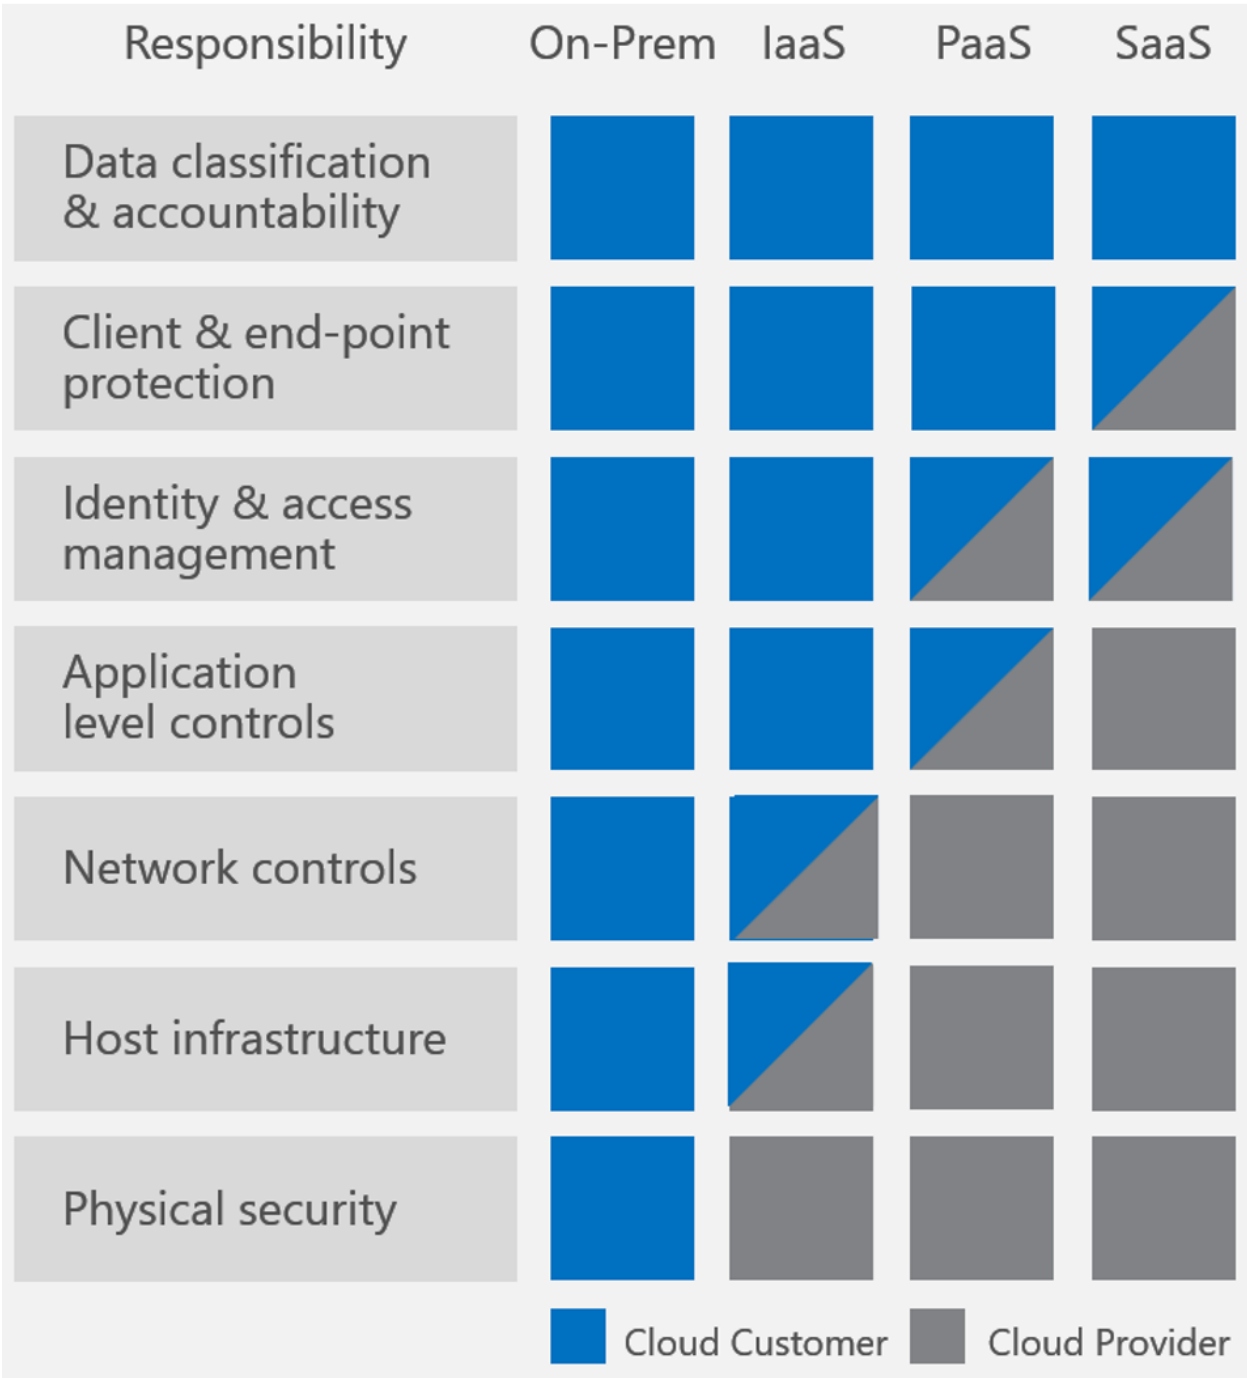 Responsibility On-Prem IaaS PaaS SaaS
Data classification
& accountability
Client & end-point
protection
Identity & access
management
Application
level controls
Network controls
Host infrastructure
Physical security
Cloud Customer Cloud Provider